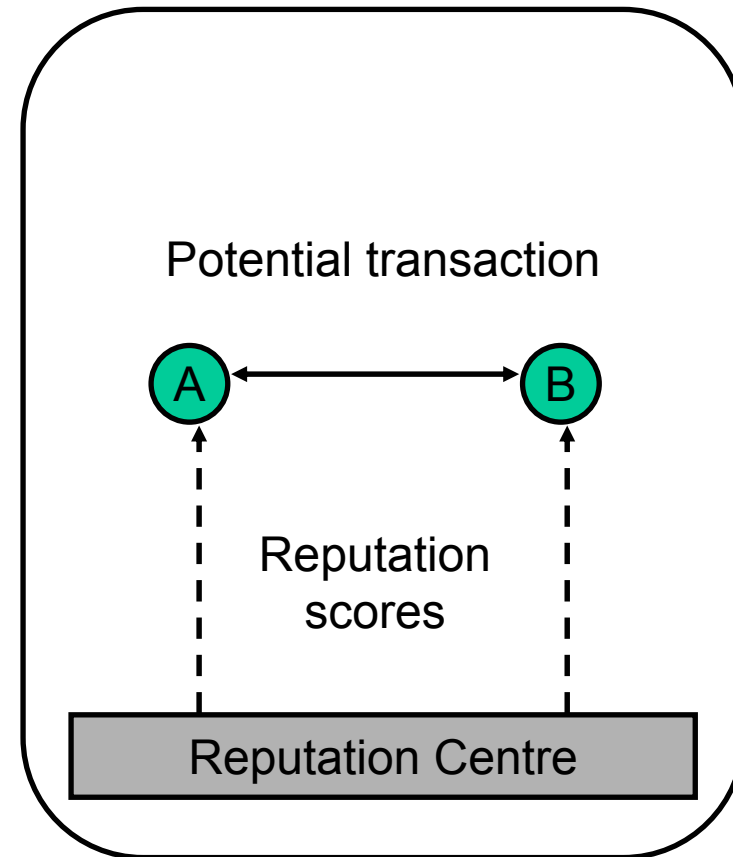 Potential transaction
A
B
Reputation
scores
Reputation Centre